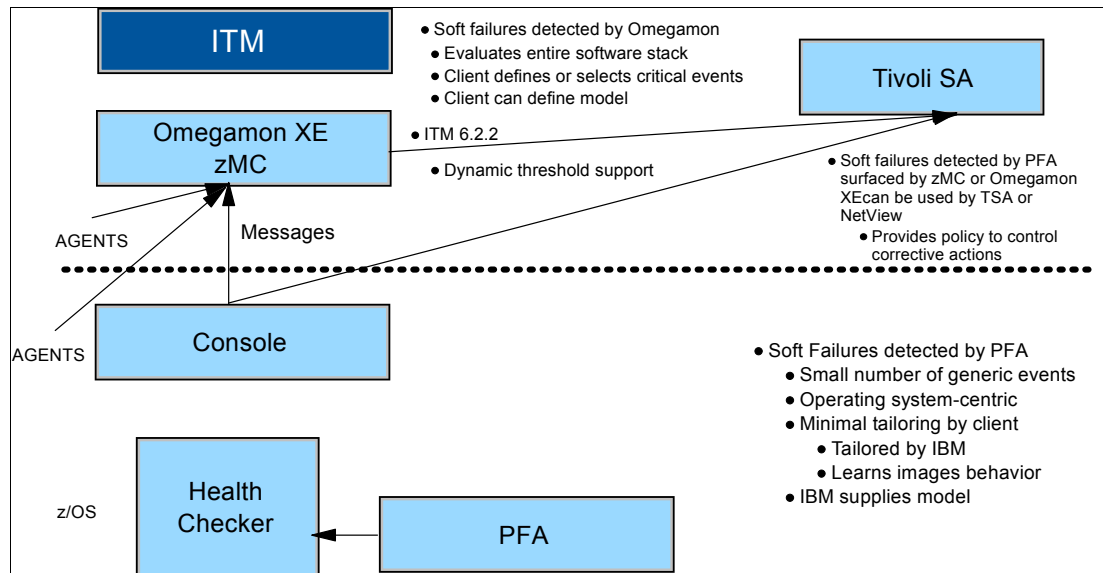 ITM
● Soft failures detected by Omegamon
● Evaluates entire software stack
● Client defines or selects critical events
● Client can define model
Tivoli SA
Omegamon XE
zMC
● ITM 6.2.2
● Dynamic threshold support
● Soft failures detected by PFA
surfaced by zMC or Omegamon
XEcan be used by TSA or
NetView
● Provides policy to control
corrective actions
AGENTS
Messages
Console
AGENTS
● Soft Failures detected by PFA
● Small number of generic events
● Operating system-centric
● Minimal tailoring by client
● Tailored by IBM
● Learns images behavior
● IBM supplies model
z/OS
Health
Checker
PFA